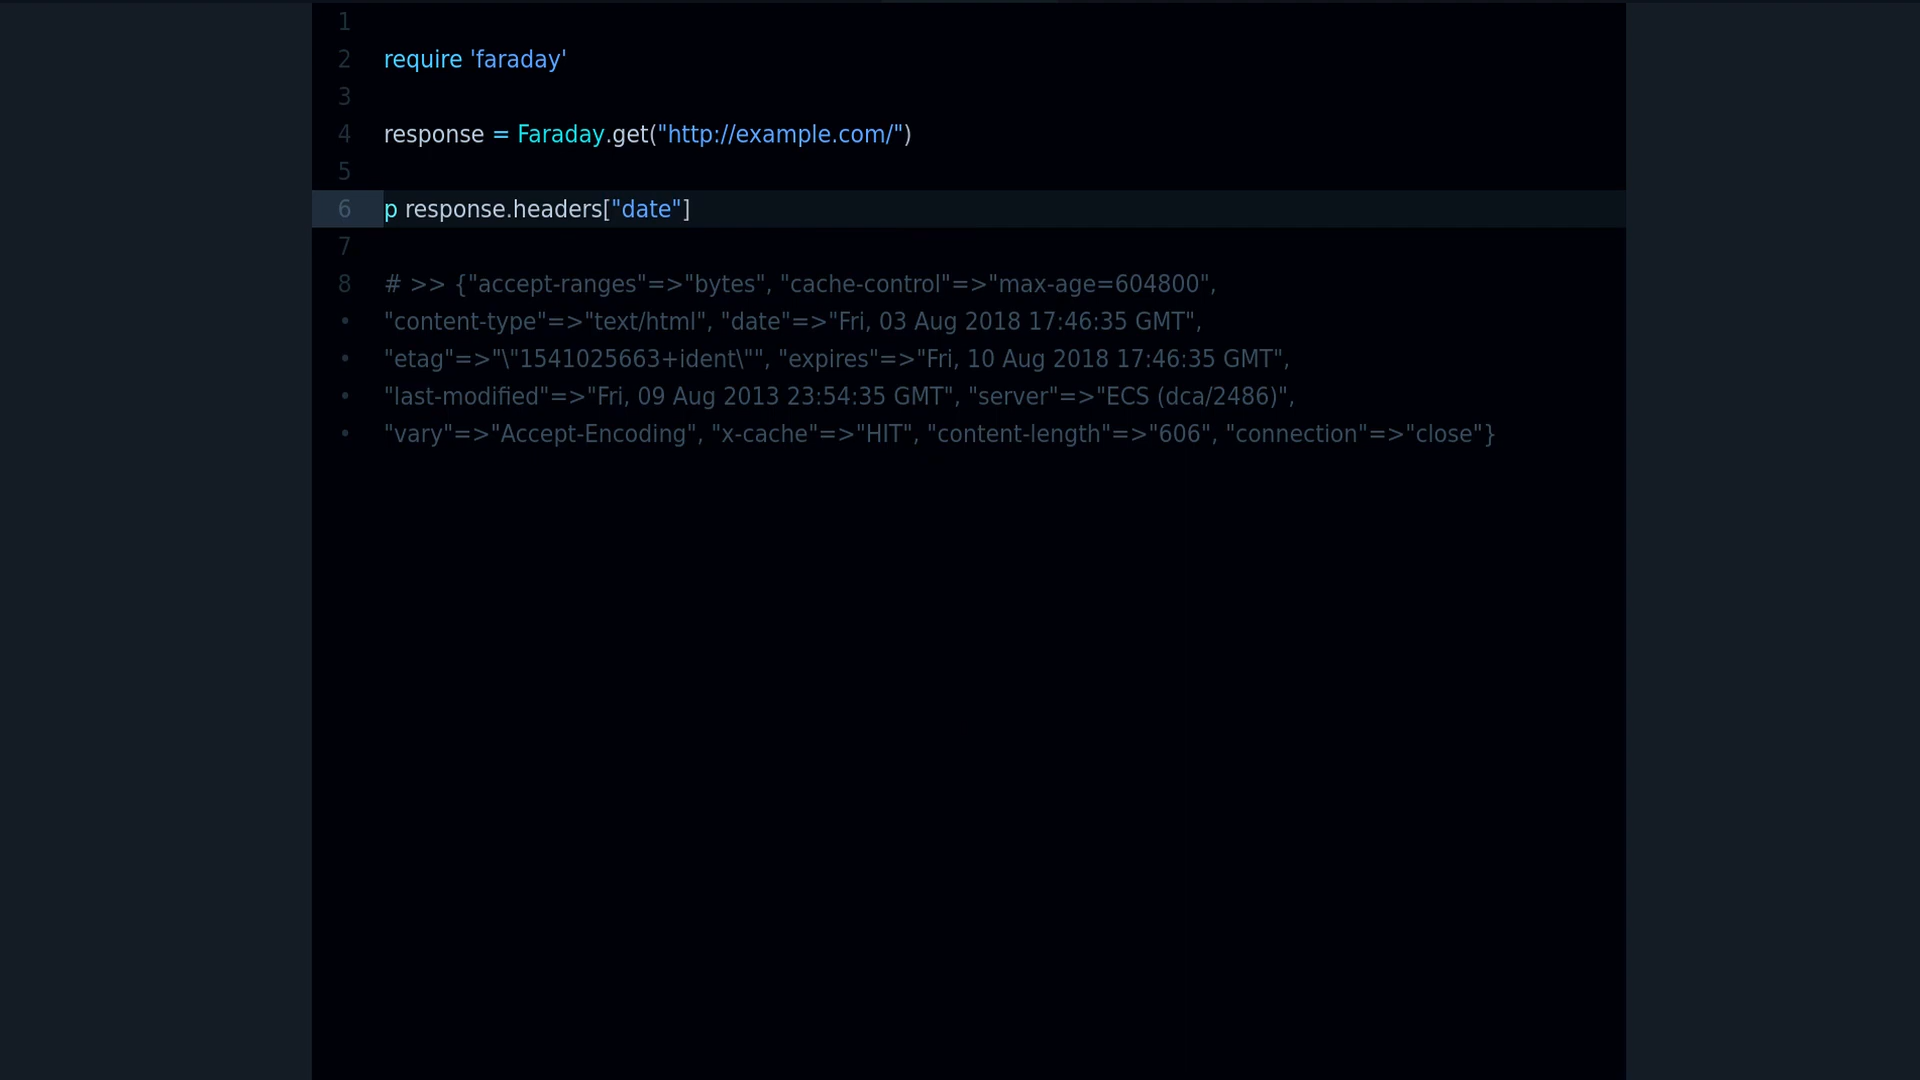 1
2 require 'faraday'
3
4 response = Faraday.get("http://example.com/")
5
6 p response.headers["date"]
7
8 # >> {"accept-ranges"=>"bytes", "cache-control"=>"max-age=604800",
• "content-type"=>"text/html", "date"=>"Fri, 03 Aug 2018 17:46:35 GMT",
• "etag"=>"\"1541025663+ident\"", "expires"=>"Fri, 10 Aug 2018 17:46:35 GMT",
• "last-modified"=>"Fri, 09 Aug 2013 23:54:35 GMT", "server"=>"ECS (dca/2486)",
• "vary"=>"Accept-Encoding", "x-cache"=>"HIT", "content-length"=>"606", "connection"=>"close"}